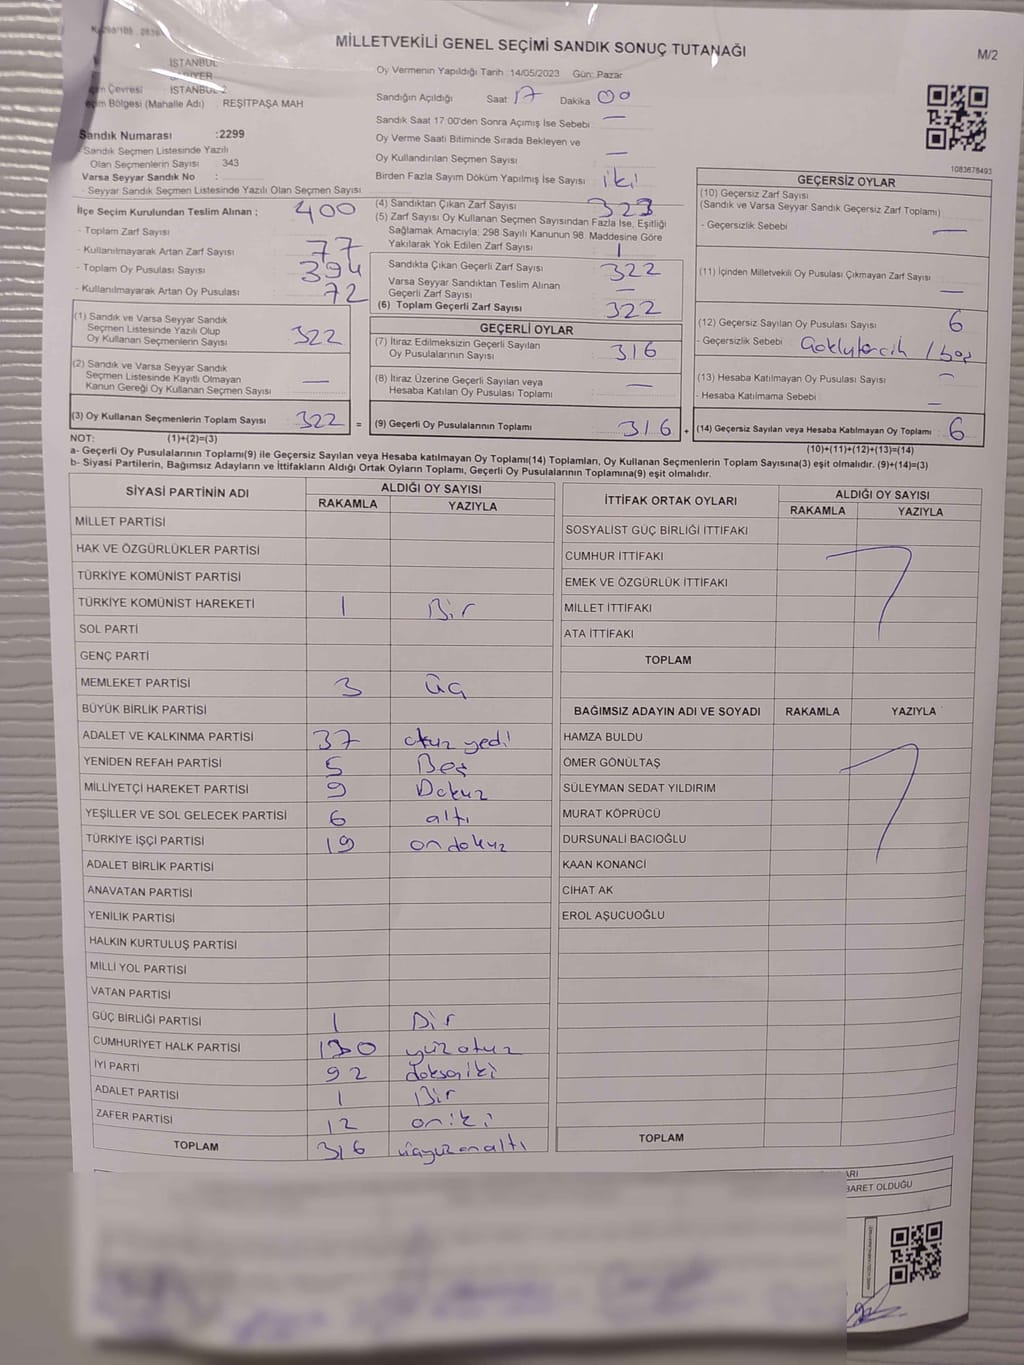 MİLLETVEKİLİ GENEL SEÇİMİ SANDIK SONUÇ TUTANAĞI
M/2
İSTANBUL
İSTANBUL-2
Seçim Bölgesi (Mahalle Adı) : REŞİTPAŞA MAH
Sandık Numarası :2299
Sandık Seçmen Listesinde Yazılı
Olan Seçmenlerin Sayısı : 343
Varsa Seyyar Sandık No :
- Seyyar Sandık Seçmen Listesinde Yazılı Olan Seçmen Sayısı
Oy Vermenin Yapıldığı Tarih :14/05/2023 Gün: Pazar
Sandığın Açıldığı Saat 17 Dakika 00
Sandık Saat 17:00'den Sonra Açımış İse Sebebi : —
Oy Verme Saati Bitiminde Sırada Bekleyen ve
Oy Kullandırılan Seçmen Sayısı : —
Birden Fazla Sayım Döküm Yapılmış İse Sayısı : iki
1083678493
İlçe Seçim Kurulundan Teslim Alınan ;
- Toplam Zarf Sayısı : 400
- Kullanılmayarak Artan Zarf Sayısı : 77
- Toplam Oy Pusulası Sayısı : 394
- Kullanılmayarak Artan Oy Pusulası : 72
(4) Sandıktan Çıkan Zarf Sayısı 323
(5) Zarf Sayısı Oy Kullanan Seçmen Sayısından Fazla İse, Eşitliği
Sağlamak Amacıyla; 298 Sayılı Kanunun 98. Maddesine Göre
Yakılarak Yok Edilen Zarf Sayısı : 1
Sandıkta Çıkan Geçerli Zarf Sayısı 322
Varsa Seyyar Sandıktan Teslim Alınan
Geçerli Zarf Sayısı —
(6) Toplam Geçerli Zarf Sayısı 322
GEÇERSİZ OYLAR
(10) Geçersiz Zarf Sayısı
(Sandık ve Varsa Seyyar Sandık Geçersiz Zarf Toplamı)
- Geçersizlik Sebebi : —
(11) İçinden Milletvekili Oy Pusulası Çıkmayan Zarf Sayısı : —
(12) Geçersiz Sayılan Oy Pusulası Sayısı 6
- Geçersizlik Sebebi : / boş
(13) Hesaba Katılmayan Oy Pusulası Sayısı : —
- Hesaba Katılmama Sebebi : —
(1) Sandık ve Varsa Seyyar Sandık
Seçmen Listesinde Yazılı Olup
Oy Kullanan Seçmenlerin Sayısı 322
(2) Sandık ve Varsa Seyyar Sandık
Seçmen Listesinde Kayıtlı Olmayan
Kanun Gereği Oy Kullanan Seçmen Sayısı —
GEÇERLİ OYLAR
(7) İtiraz Edilmeksizin Geçerli Sayılan
Oy Pusulalarının Sayısı 316
(8) İtiraz Üzerine Geçerli Sayılan veya
Hesaba Katılan Oy Pusulası Toplamı —
(3) Oy Kullanan Seçmenlerin Toplam Sayısı 322 = (9) Geçerli Oy Pusulalarının Toplamı 316 + (14) Geçersiz Sayılan veya Hesaba Katılmayan Oy Toplamı 6
NOT: (1)+(2)=(3) (10)+(11)+(12)+(13)=(14)
a- Geçerli Oy Pusulalarının Toplamı(9) ile Geçersiz Sayılan veya Hesaba katılmayan Oy Toplamı(14) Toplamları, Oy Kullanan Seçmenlerin Toplam Sayısına(3) eşit olmalıdır. (9)+(14)=(3)
b- Siyasi Partilerin, Bağımsız Adayların ve İttifakların Aldığı Ortak Oyların Toplamı, Geçerli Oy Pusulalarının Toplamına(9) eşit olmalıdır.
SİYASİ PARTİNİN ADI ALDIĞI OY SAYISI
RAKAMLA YAZIYLA
MİLLET PARTİSİ
HAK VE ÖZGÜRLÜKLER PARTİSİ
TÜRKİYE KOMÜNİST PARTİSİ
TÜRKİYE KOMÜNİST HAREKETİ 1 Bir
SOL PARTİ
GENÇ PARTİ
MEMLEKET PARTİSİ 3 üç
BÜYÜK BİRLİK PARTİSİ
ADALET VE KALKINMA PARTİSİ 37 otuz yedi
YENİDEN REFAH PARTİSİ 5 Beş
MİLLİYETÇİ HAREKET PARTİSİ 9 Dokuz
YEŞİLLER VE SOL GELECEK PARTİSİ 6 altı
TÜRKİYE İŞÇİ PARTİSİ 19 on dokuz
ADALET BİRLİK PARTİSİ
ANAVATAN PARTİSİ
YENİLİK PARTİSİ
HALKIN KURTULUŞ PARTİSİ
MİLLİ YOL PARTİSİ
VATAN PARTİSİ
GÜÇ BİRLİĞİ PARTİSİ 1 Bir
CUMHURİYET HALK PARTİSİ 130 yüz otuz
İYİ PARTİ 92 doksan iki
ADALET PARTİSİ 1 Bir
ZAFER PARTİSİ 12 on iki
TOPLAM 316 üçyüzonaltı
İTTİFAK ORTAK OYLARI ALDIĞI OY SAYISI
RAKAMLA YAZIYLA
SOSYALİST GÜÇ BİRLİĞİ İTTİFAKI
CUMHUR İTTİFAKI
EMEK VE ÖZGÜRLÜK İTTİFAKI
MİLLET İTTİFAKI
ATA İTTİFAKI
TOPLAM
BAĞIMSIZ ADAYIN ADI VE SOYADI RAKAMLA YAZIYLA
HAMZA BULDU
ÖMER GÖNÜLTAŞ
SÜLEYMAN SEDAT YILDIRIM
MURAT KÖPRÜCÜ
DURSUNALİ BACIOĞLU
KAAN KONANCİ
CİHAT AK
EROL AŞUCUOĞLU
TOPLAM
OLDUĞU